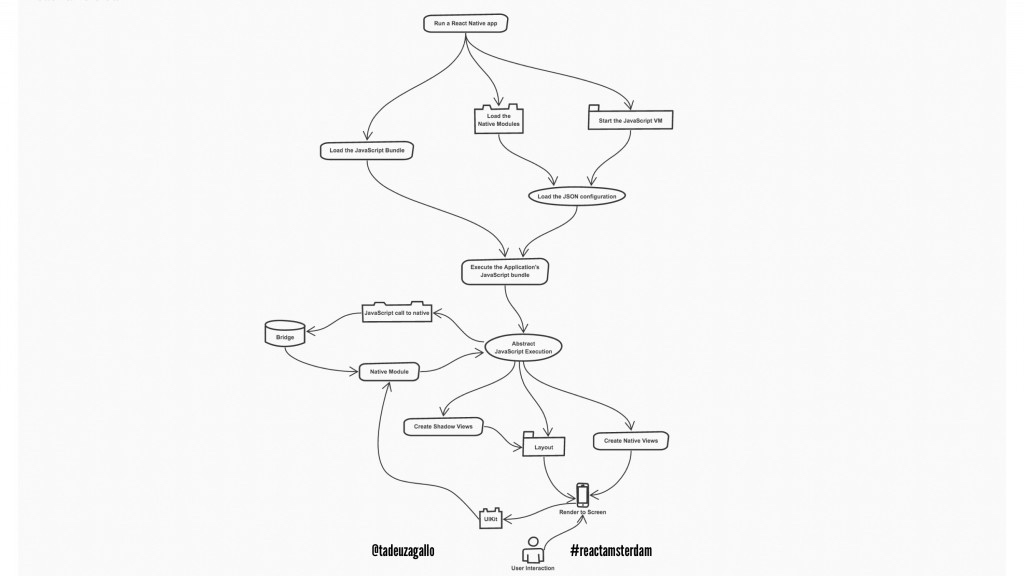 Run a React Native app
Load the
Native Modules
Start the JavaScript VM
Load the JavaScript Bundle
Load the JSON configuration
Execute the Application's
JavaScript bundle
JavaScript call to native
Bridge
Abstract
JavaScript Execution
Native Module
Create Shadow Views
Layout
Create Native Views
Render to Screen
UIKit
@tadeuzagallo
#reactamsterdam
User interaction